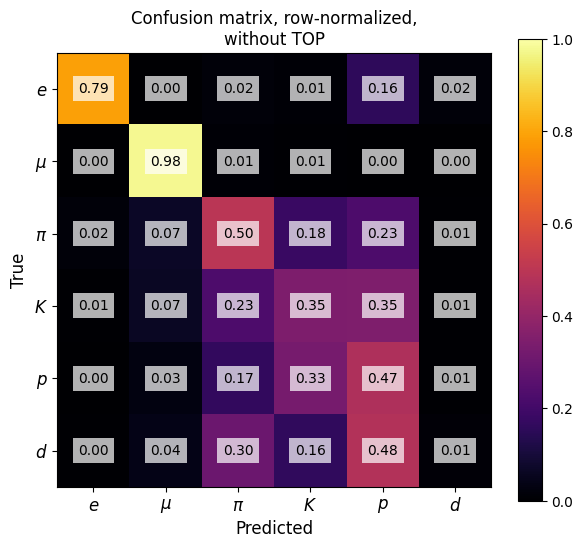 Confusion matrix, row-normalized,
without TOP
True
e 0.79 0.00 0.02 0.01 0.16 0.02
μ 0.00 0.98 0.01 0.01 0.00 0.00
π 0.02 0.07 0.50 0.18 0.23 0.01
K 0.01 0.07 0.23 0.35 0.35 0.01
p 0.00 0.03 0.17 0.33 0.47 0.01
d 0.00 0.04 0.30 0.16 0.48 0.01
e μ π K p d
Predicted
1.0
0.8
0.6
0.4
0.2
0.0